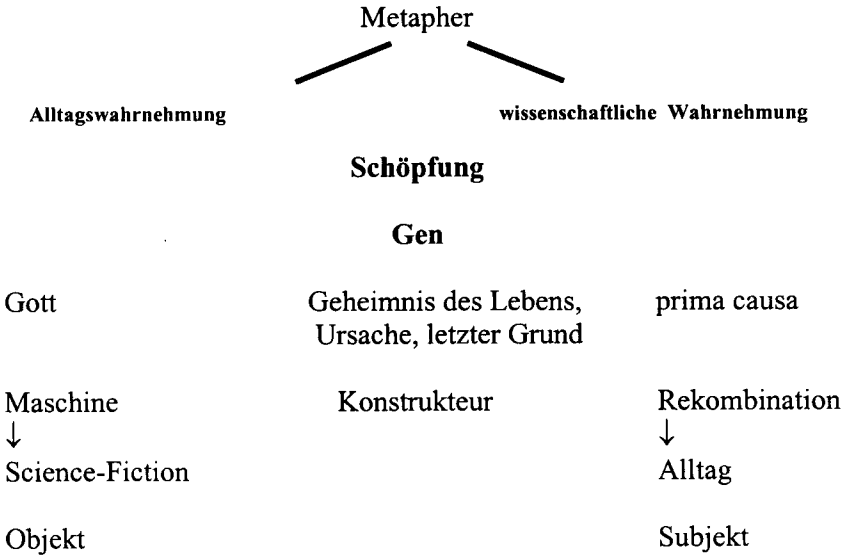 Metapher
Alltagswahrnehmung wissenschaftliche Wahrnehmung
Schöpfung
Gen
Gott Geheimnis des Lebens, prima causa
Ursache, letzter Grund
Maschine Konstrukteur Rekombination
↓ ↓
Science-Fiction Alltag
Objekt Subjekt